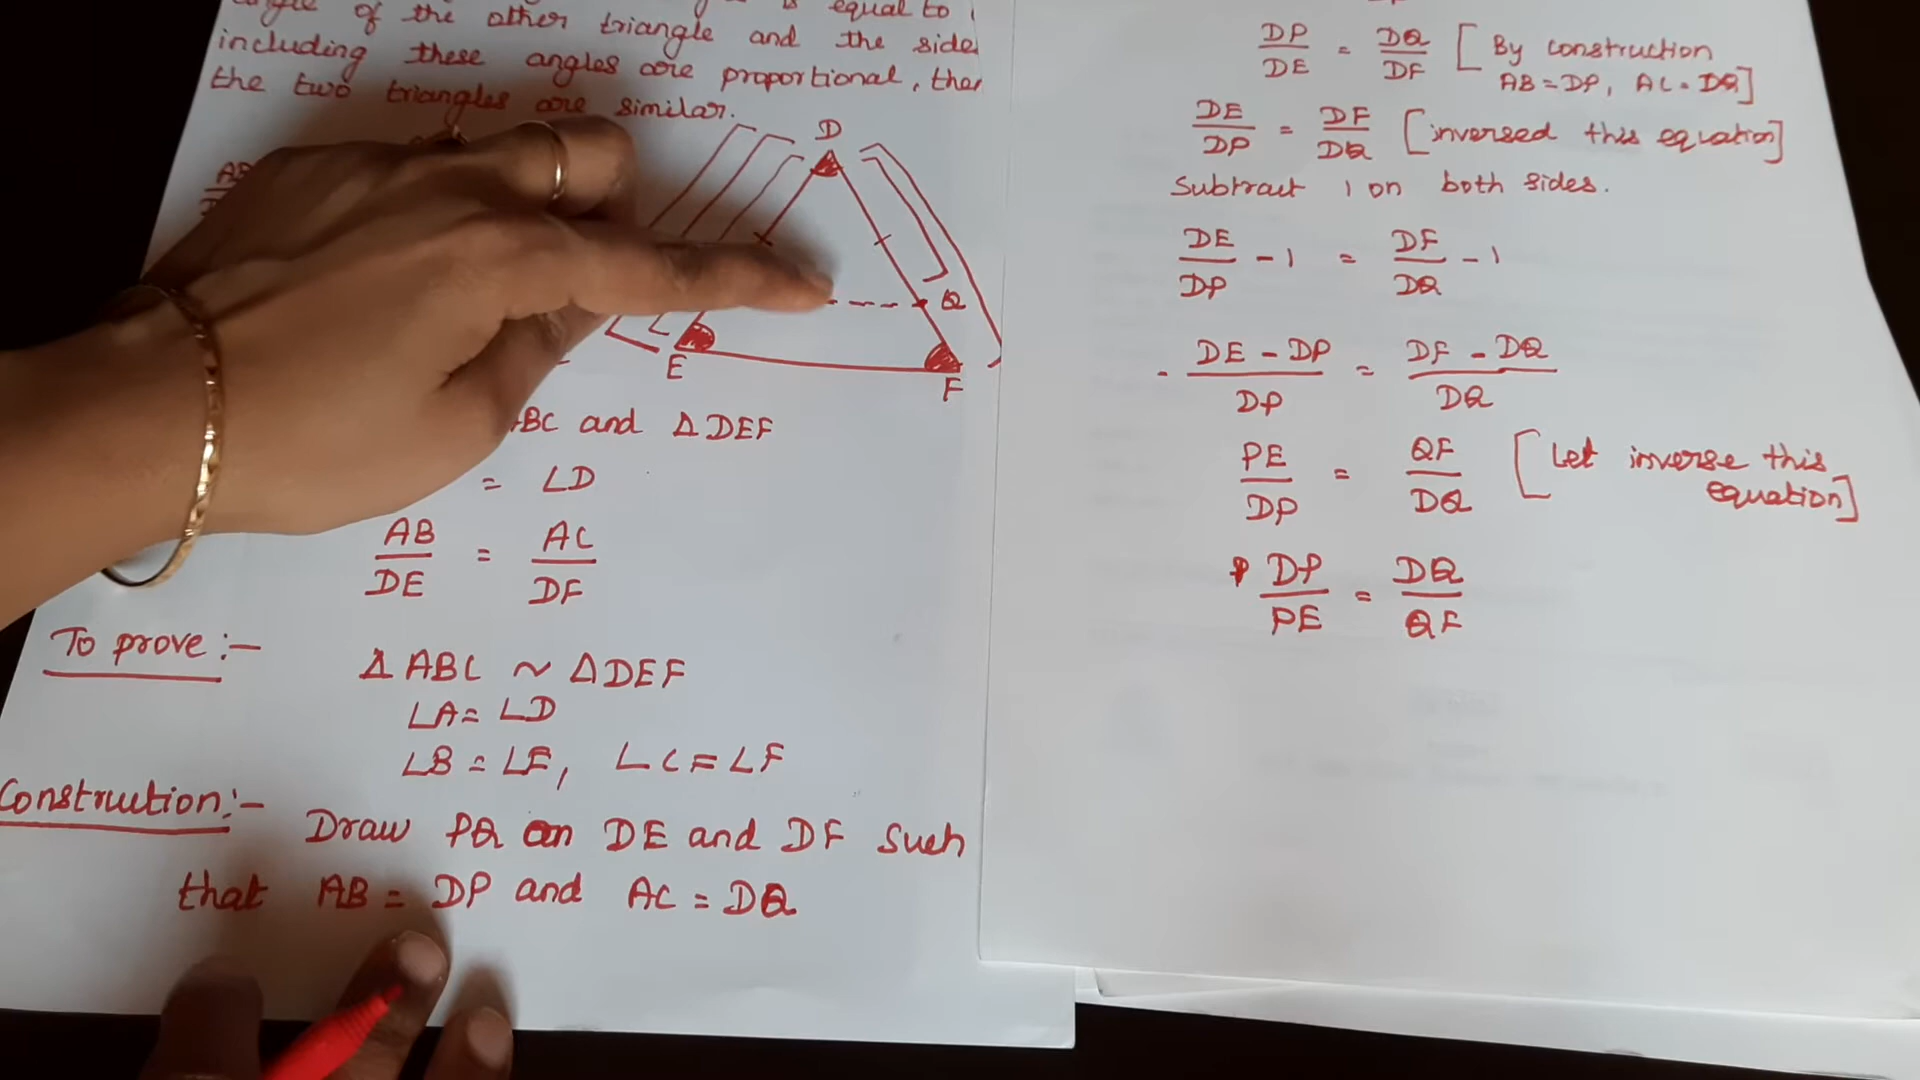 of the other triangle and the side
including these angles are proportional, then
the two triangles are similar.
D
Q
E
F
ABC and Δ DEF
= ∠D
AB/DE = AC/DF
To prove :-
Δ ABC ~ Δ DEF
∠A = ∠D
∠B = ∠E, ∠C = ∠F
Construction :-
Draw PQ on DE and DF such
that AB = DP and AC = DQ
DP/DE = DQ/DF [By construction
AB = DP, AC = DQ]
DE/DP = DF/DQ [inversed this equation]
Subtract 1 on both sides.
DE/DP - 1 = DF/DQ - 1
DE - DP/DP = DF - DQ/DQ
PE/DP = QF/DQ [Let inverse this
equation]
DP/PE = DQ/QF